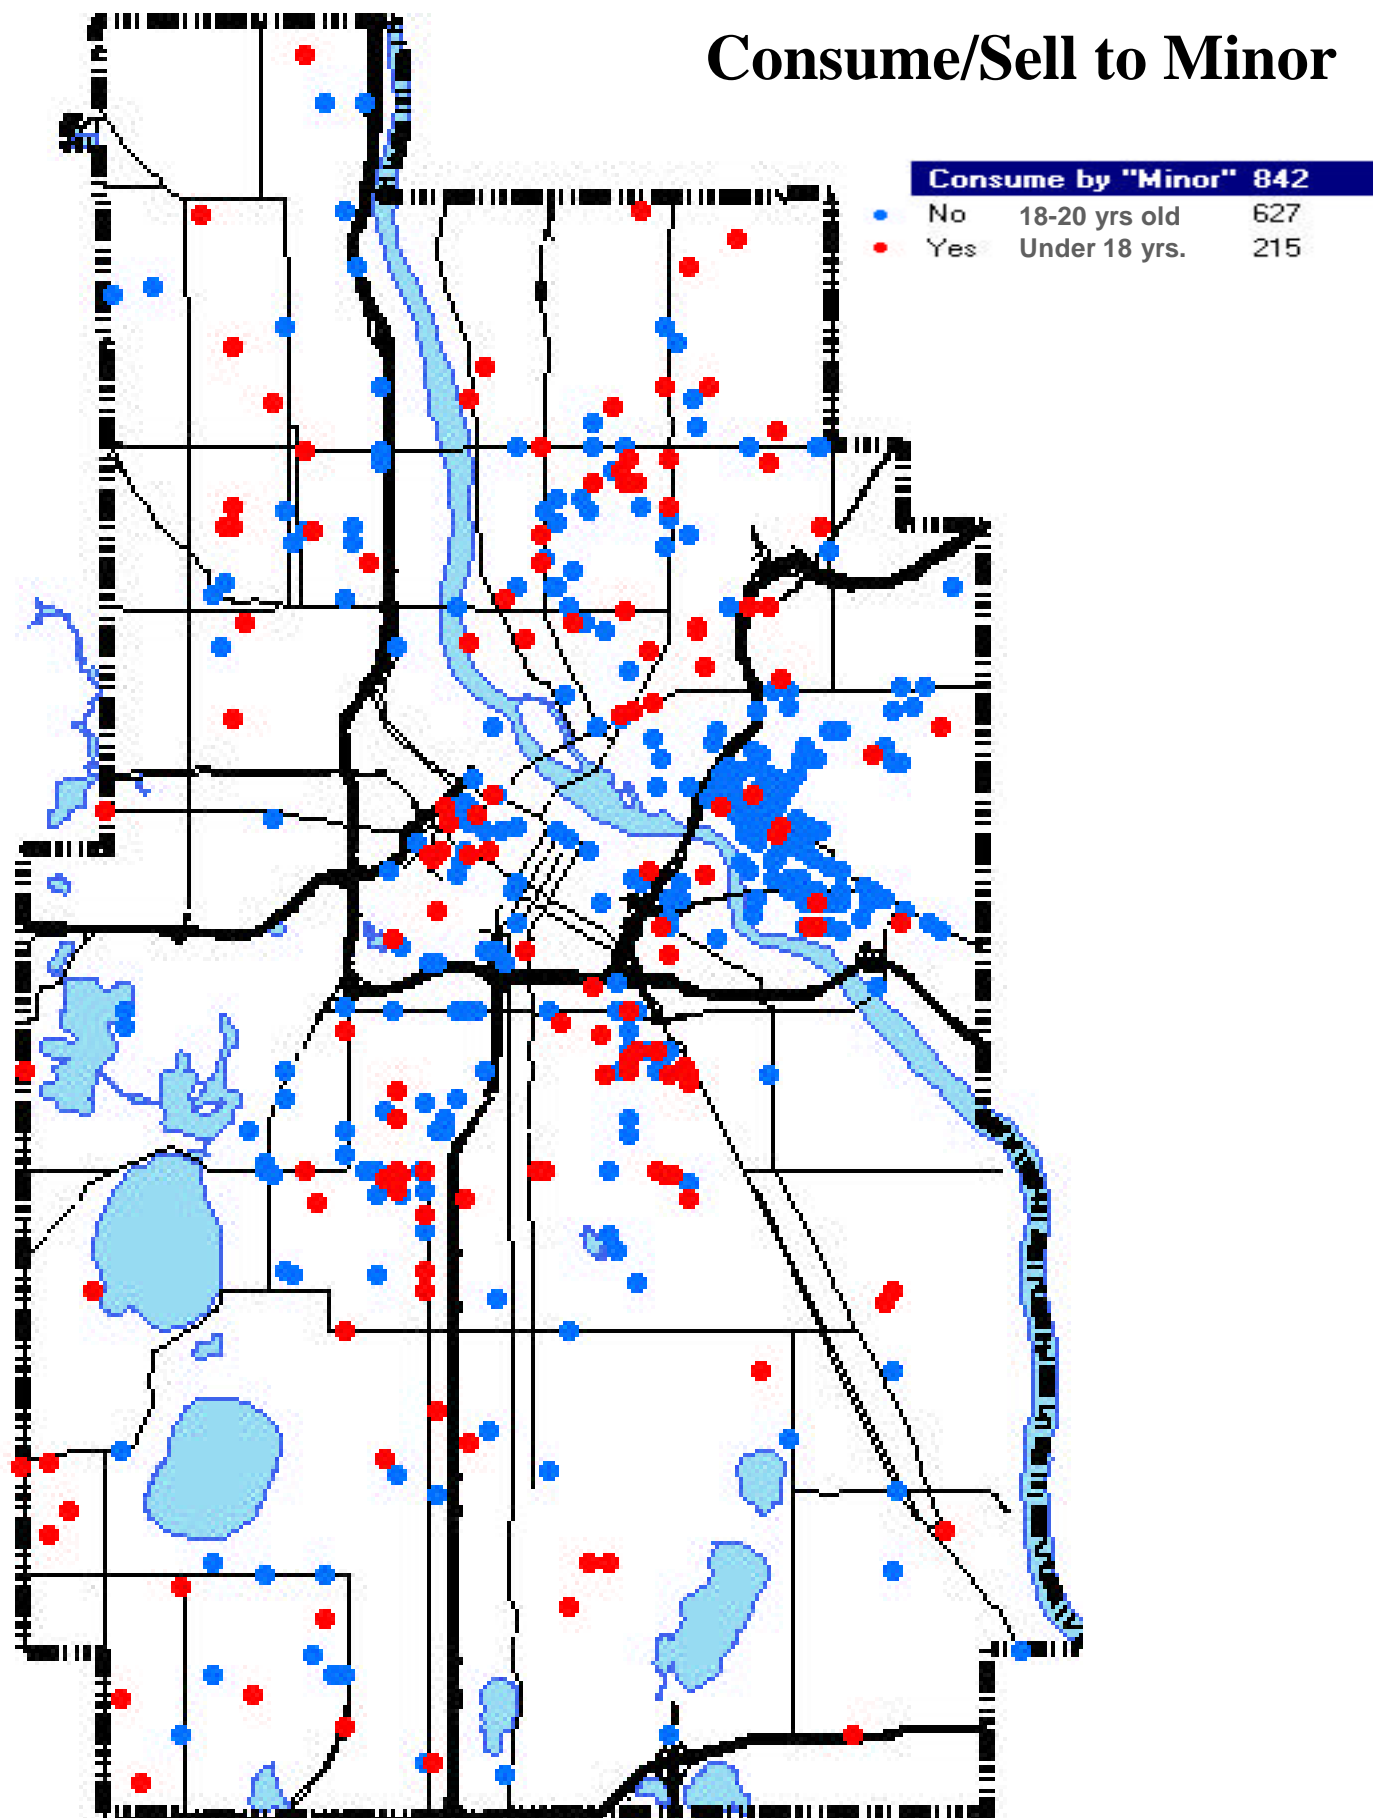 Consume/Sell to Minor
Consume by "Minor" 842
No 18-20 yrs old 627
Yes Under 18 yrs. 215